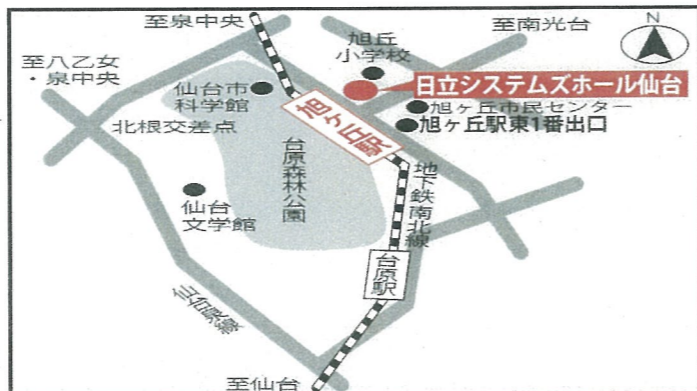 至泉中央
至南光台
N
旭丘
小学校
至八乙女
・泉中央
仙台市
科学館
日立システムズホール仙台
旭ヶ丘市民センター
旭ヶ丘駅東1番出口
旭ヶ丘駅
北根交差点
台原森林公園
地下鉄南北線
仙台
文学館
台原駅
仙台泉線
至仙台